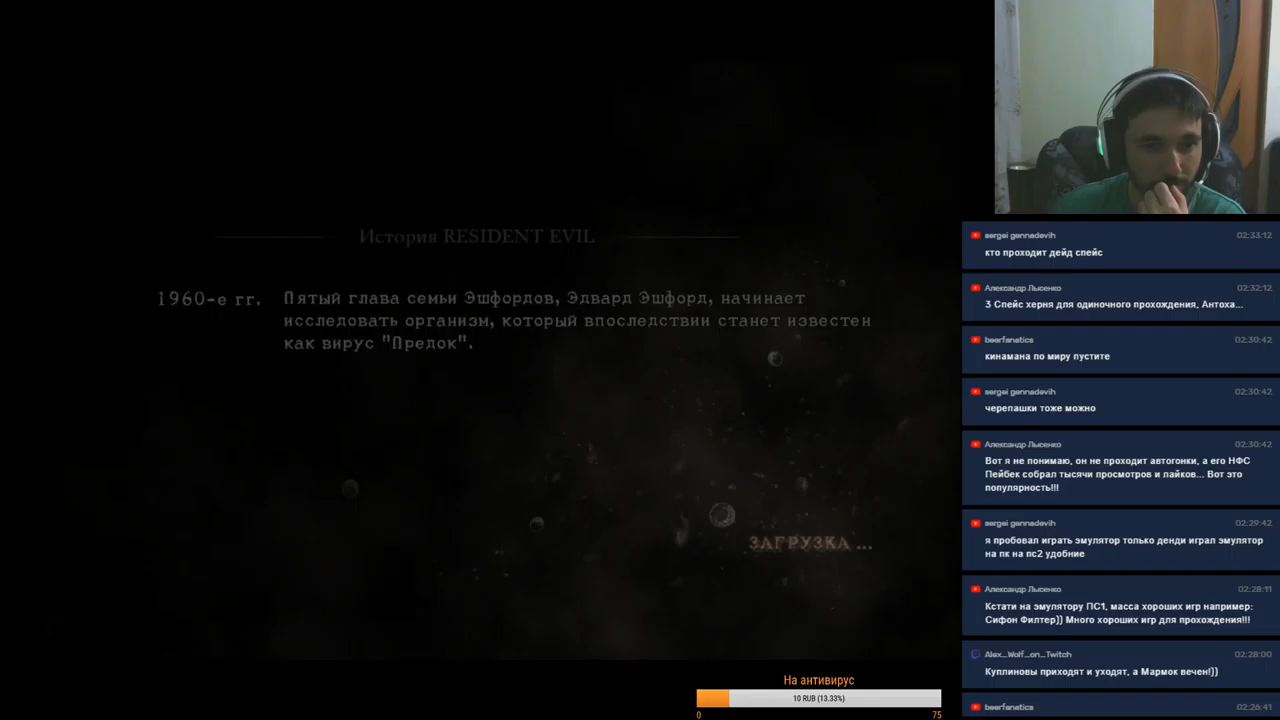 История RESIDENT EVIL
1960-е гг. Пятый глава семьи Эшфордов, Элвард Эшфорд, начинает
исследовать организм, который впоследствии станет известен
как вирус "Предок".
ЗАГРУЗКА ...
На антивирус
10 RUB (13.33%)
0 75
sergei gennadevih 02:33:12
кто проходит дейд спейс
Александр Лысенко 02:32:12
3 Спейс херня для одиночного прохождения, Антоха...
beerfanatics 02:30:42
кинамана по миру пустите
sergei gennadevih 02:30:42
черепашки тоже можно
Александр Лысенко 02:30:42
Вот я не понимаю, он не проходит автогонки, а его НФС
Пейбек собрал тысячи просмотров и лайков... Вот это
популярность!!!
sergei gennadevih 02:29:42
я пробовал играть эмулятор только денди играл эмулятор
на пк на пс2 удобние
Александр Лысенко 02:28:11
Кстати на эмулятору ПС1, масса хороших игр например:
Сифон Филтер)) Много хороших игр для прохождения!!!
Alex_Wolf_on_Twitch 02:28:00
Куплиновы приходят и уходят, а Мармок вечен!))
beerfanatics 02:26:41